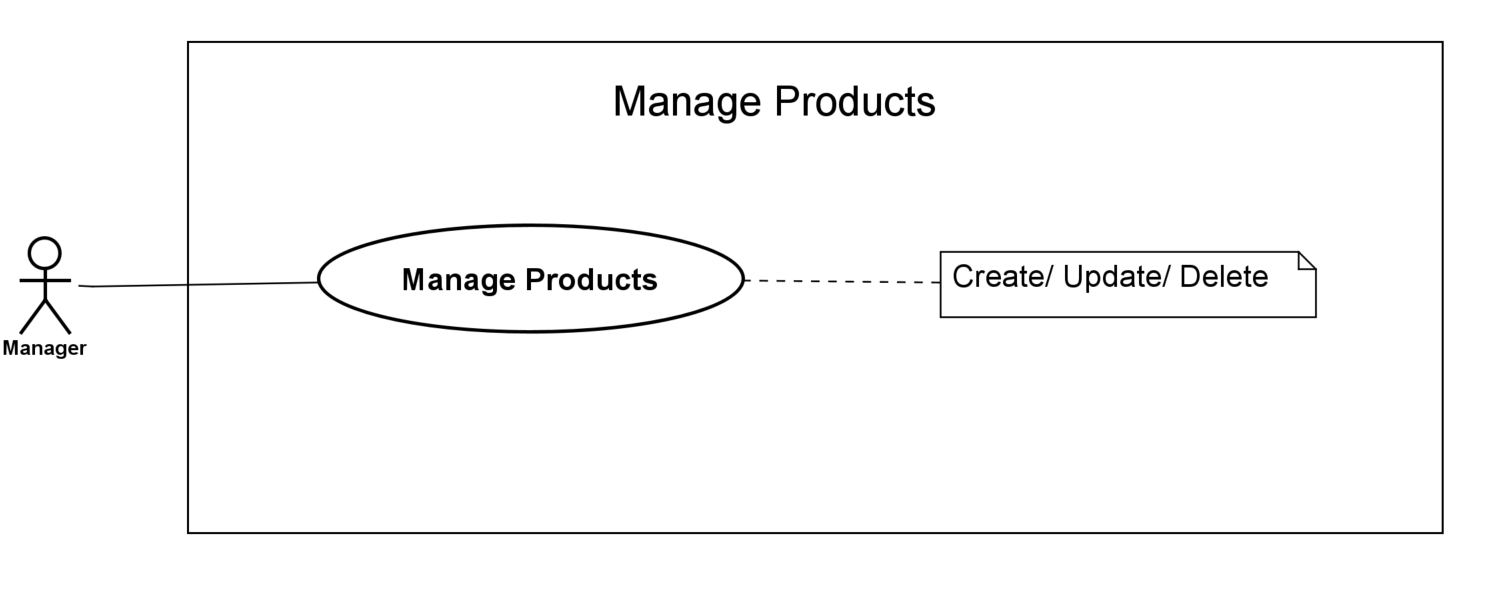 Manage Products
Manage Products
Create/ Update/ Delete
Manager